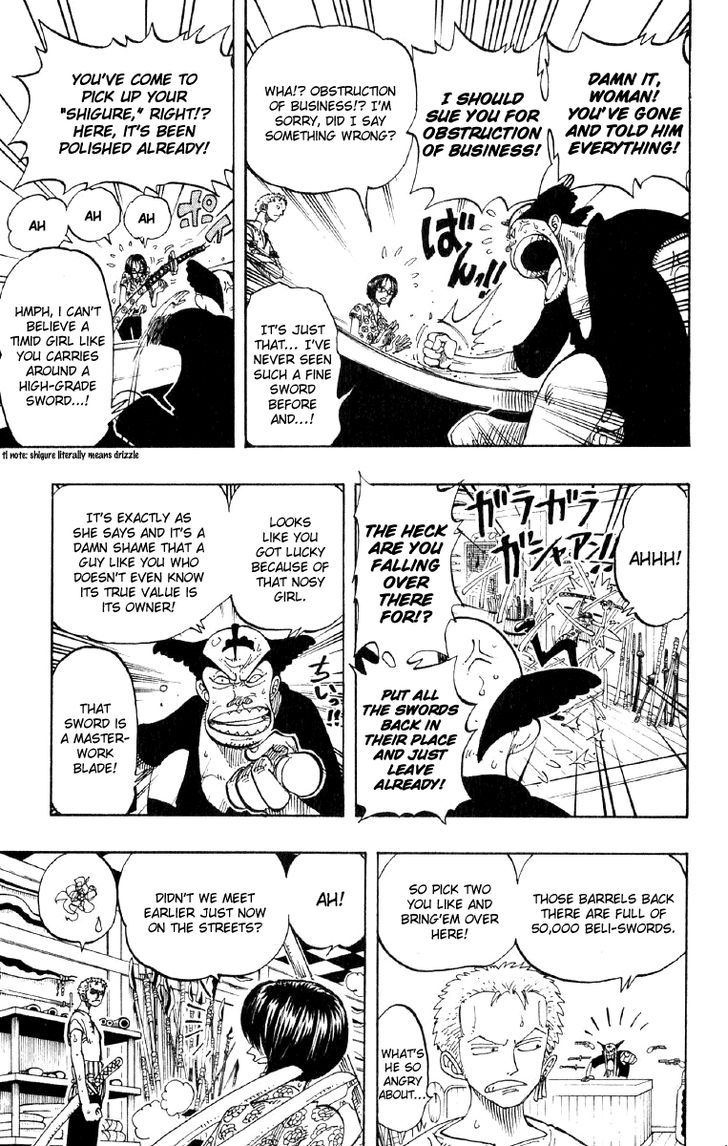 DAMN IT,
WOMAN!
YOU'VE GONE
AND TOLD HIM
EVERYTHING!
I SHOULD
SUE YOU FOR
OBSTRUCTION
OF BUSINESS!
WHA!? OBSTRUCTION
OF BUSINESS!? I'M
SORRY, DID I SAY
SOMETHING WRONG?
ばんっ!!
IT'S JUST
THAT... I'VE
NEVER SEEN
SUCH A FINE
SWORD
BEFORE
AND...!
YOU'VE COME TO
PICK UP YOUR
"SHIGURE," RIGHT!?
HERE, IT'S BEEN
POLISHED ALREADY!
ポイ
AH
AH
AH
HMPH, I CAN'T
BELIEVE A
TIMID GIRL LIKE
YOU CARRIES
AROUND A
HIGH-GRADE
SWORD...!
tl note: shigure literally means drizzle
AHHH!
ガラガラ
ガシャアン!!
THE HECK
ARE YOU
FALLING
OVER
THERE
FOR!?
PUT ALL
THE SWORDS
BACK IN
THEIR PLACE
AND JUST
LEAVE
ALREADY!
LOOKS
LIKE YOU
GOT LUCKY
BECAUSE OF
THAT NOSY
GIRL.
IT'S EXACTLY AS
SHE SAYS AND IT'S A
DAMN SHAME THAT A
GUY LIKE YOU WHO
DOESN'T EVEN KNOW
ITS TRUE VALUE IS
ITS OWNER!
ちいっ!!
THAT
SWORD IS
A MASTER-
WORK
BLADE!
THOSE BARRELS BACK
THERE ARE FULL OF
50,000 BELI-SWORDS.
SO PICK TWO
YOU LIKE AND
BRING'EM OVER
HERE!
WHAT'S
HE SO
ANGRY
ABOUT...
AH!
DIDN'T WE MEET
EARLIER JUST NOW
ON THE STREETS?